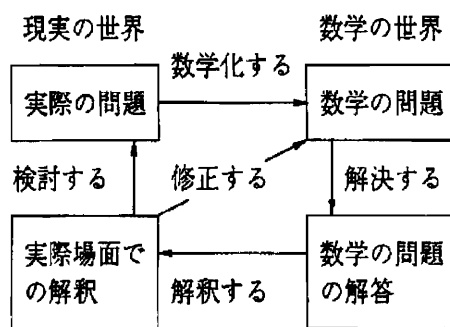 現実の世界
数学の世界
数学化する
実際の問題
数学の問題
検討する
修正する
解決する
実際場面で
の解釈
解釈する
数学の問題
の解答